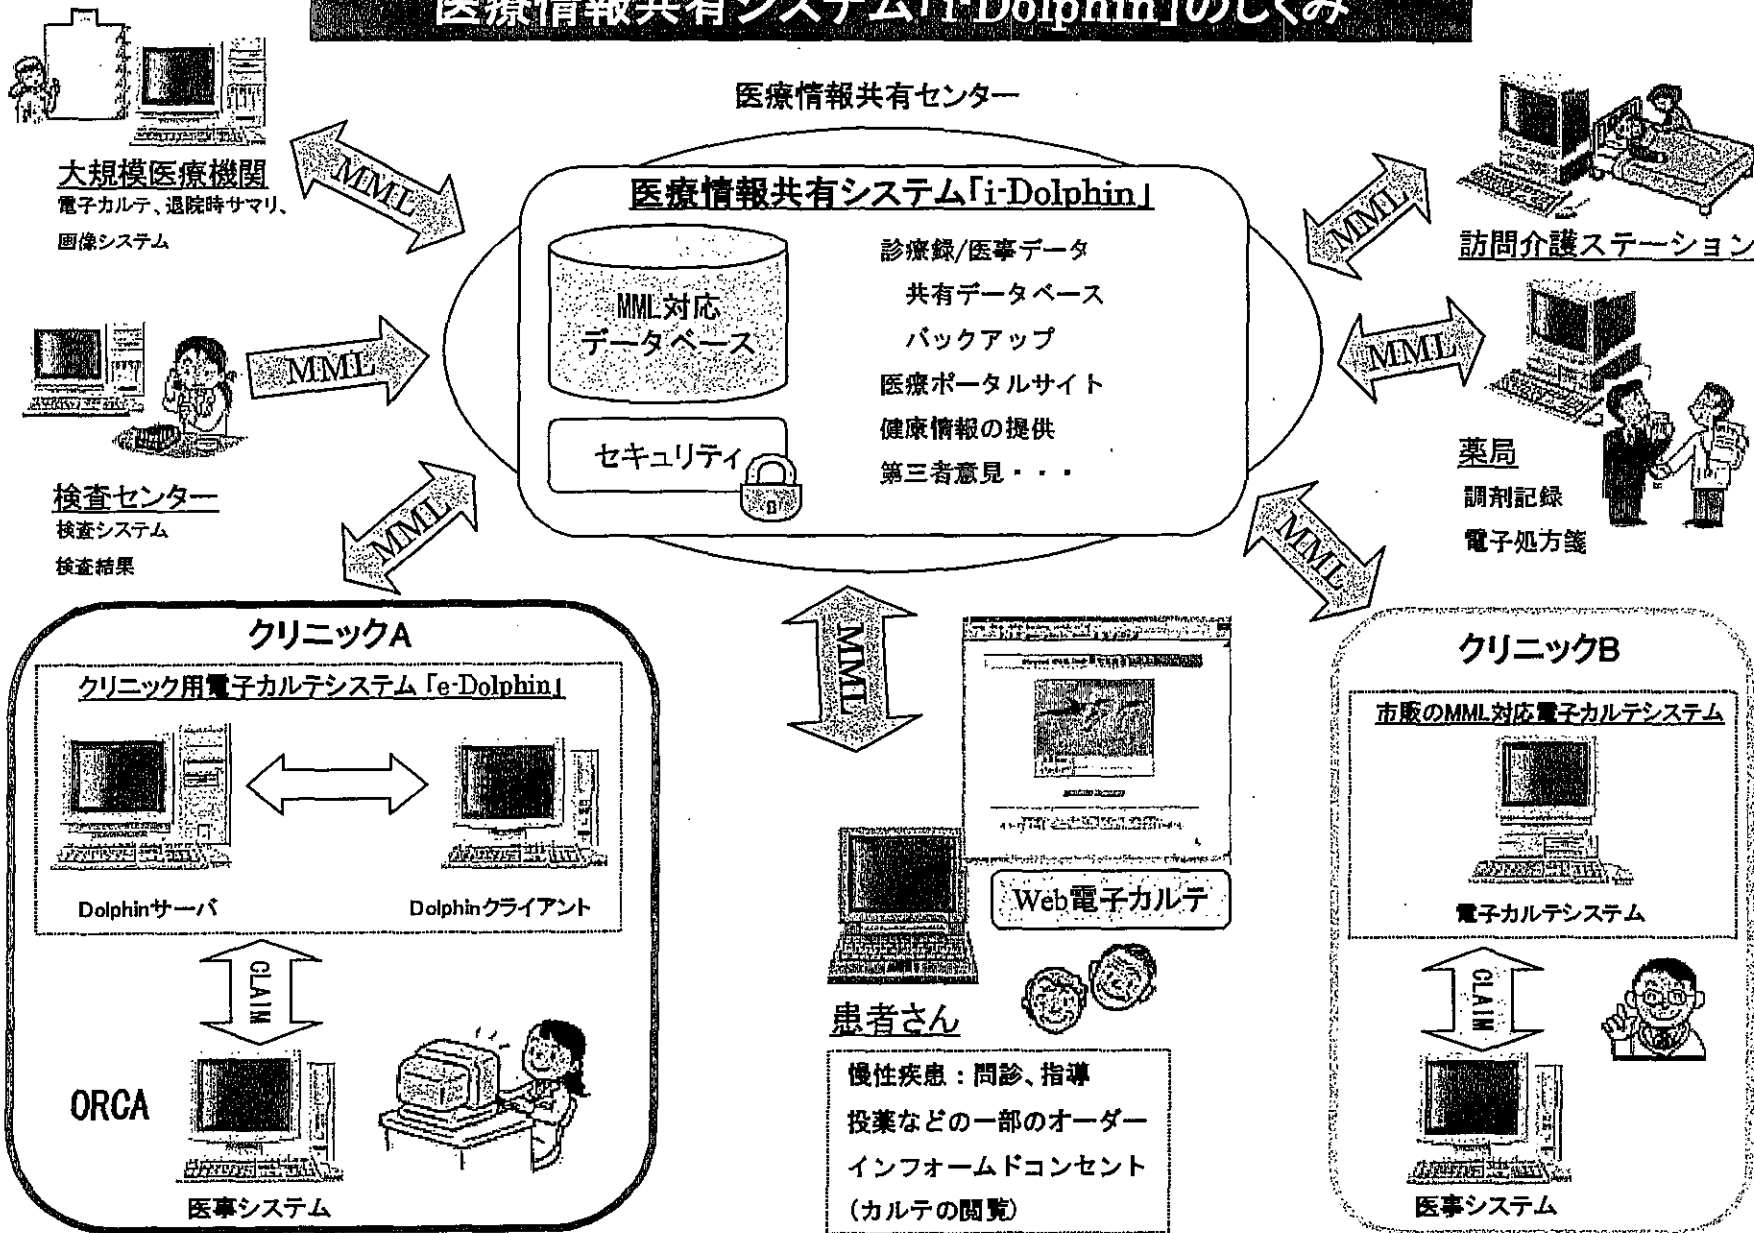 医療情報共有システム「i-Dolphin」のしくみ
医療情報共有センター
大規模医療機関
電子カルテ、退院時サマリ、
画像システム
MML
検査センター
検査システム
検査結果
MML
医療情報共有システム「i-Dolphin」
MML対応
データベース
セキュリティ
診療録/医事データ
共有データベース
バックアップ
医療ポータルサイト
健康情報の提供
第三者意見・・・
MML
訪問介護ステーション
MML
薬局
調剤記録
電子処方箋
MML
MML
MML
クリニックA
クリニック用電子カルテシステム「e-Dolphin」
Dolphinサーバ
Dolphinクライアント
CLAIM
ORCA
医事システム
Web電子カルテ
患者さん
慢性疾患:問診、指導
投薬などの一部のオーダー
インフォームドコンセント
(カルテの閲覧)
クリニックB
市販のMML対応電子カルテシステム
電子カルテシステム
CLAIM
医事システム